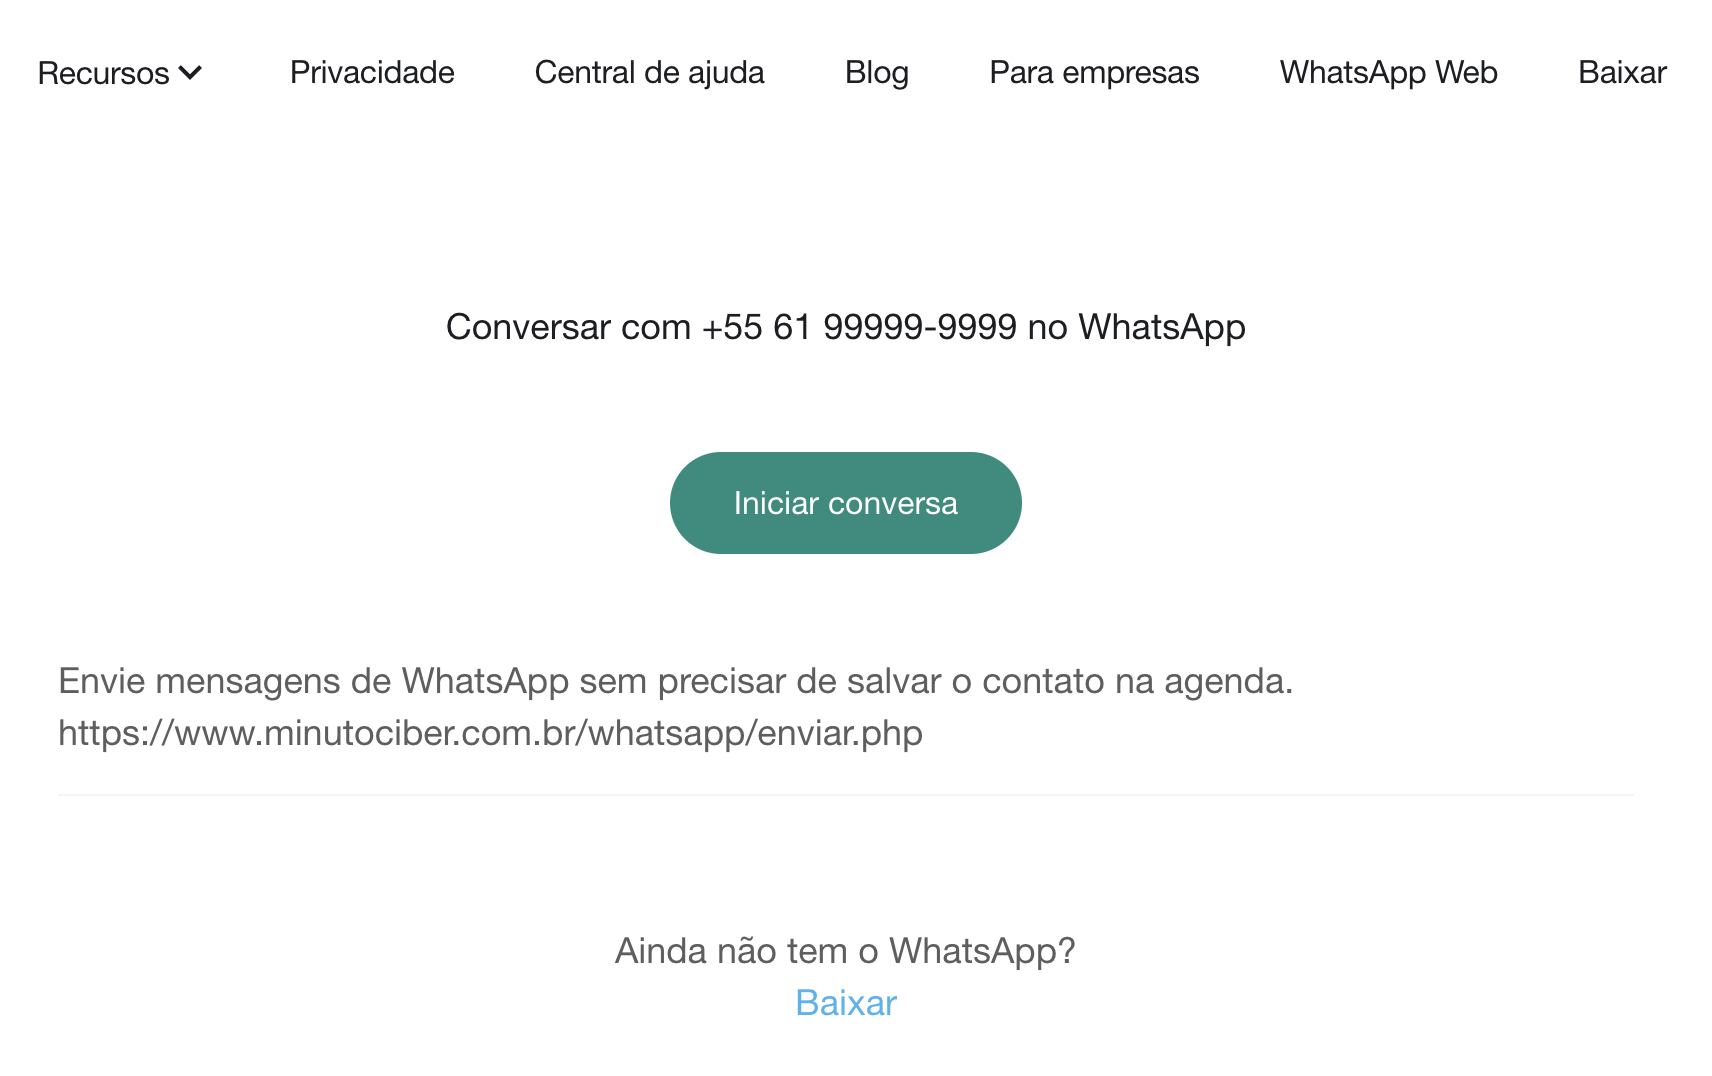 Recursos
Privacidade
Central de ajuda
Blog
Para empresas
WhatsApp Web
Baixar
Conversar com +55 61 99999-9999 no WhatsApp
Iniciar conversa
Envie mensagens de WhatsApp sem precisar de salvar o contato na agenda.
https://www.minutociber.com.br/whatsapp/enviar.php
Ainda não tem o WhatsApp?
Baixar